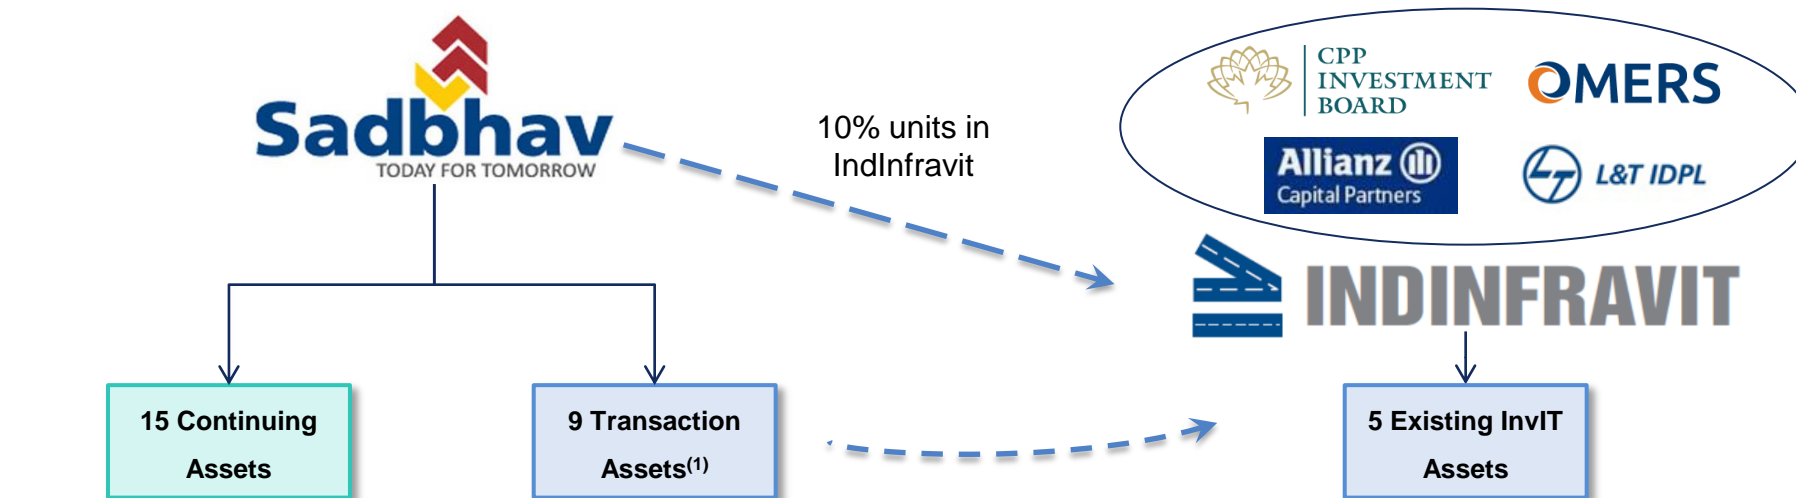 Sadbhav
TODAY FOR TOMORROW
10% units in
IndInfravit
CPP
INVESTMENT
BOARD
OMERS
Allianz
Capital Partners
L&T IDPL
INDINFRAVIT
15 Continuing
Assets
9 Transaction
Assets(1)
5 Existing InvIT
Assets